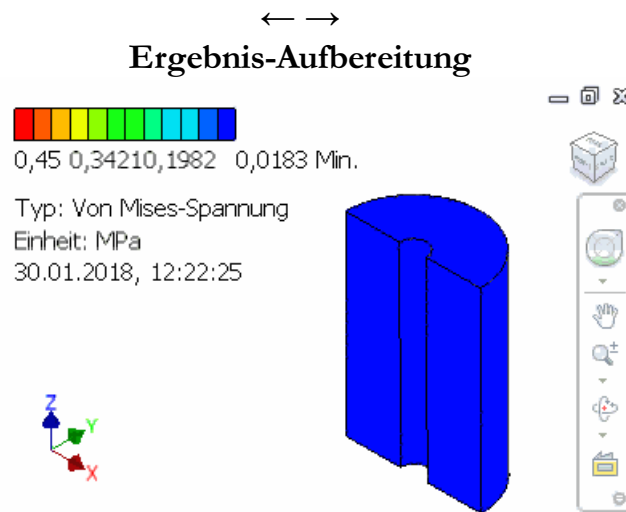 ← →
Ergebnis-Aufbereitung
0,45 0,34210,1982 0,0183 Min.
Typ: Von Mises-Spannung
Einheit: MPa
30.01.2018, 12:22:25
Z
Y
X